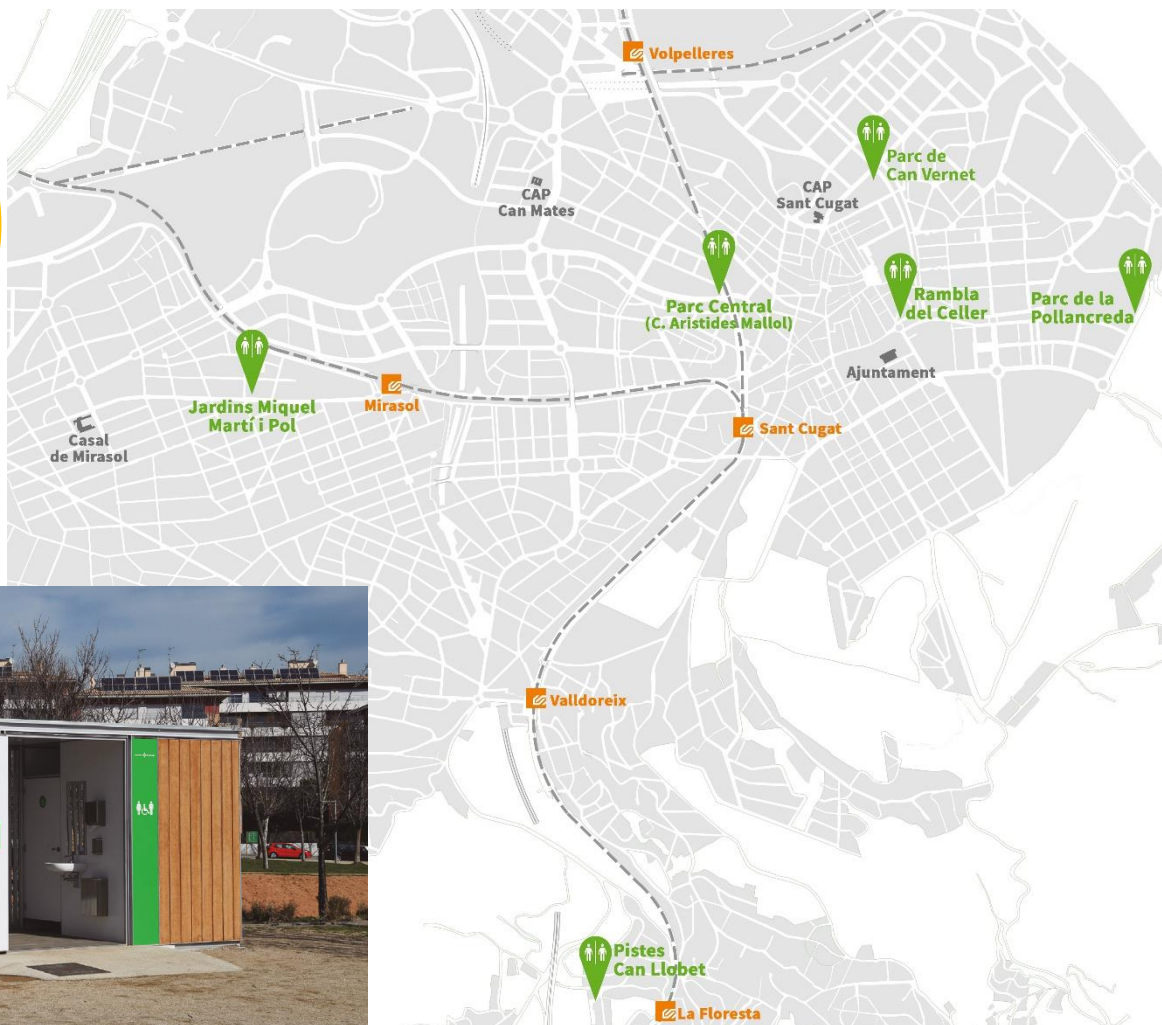 Volpelleres
Parc de
Can Vernet
CAP
Can Mates
CAP
Sant Cugat
Parc Central
(C. Aristides Mallol)
Rambla
del Celler
Parc de la
Pollancreda
Ajuntament
Jardins Miquel
Martí i Pol
Mirasol
Casal
de Mirasol
Sant Cugat
Valldoreix
Pistes
Can Llobet
La Floresta